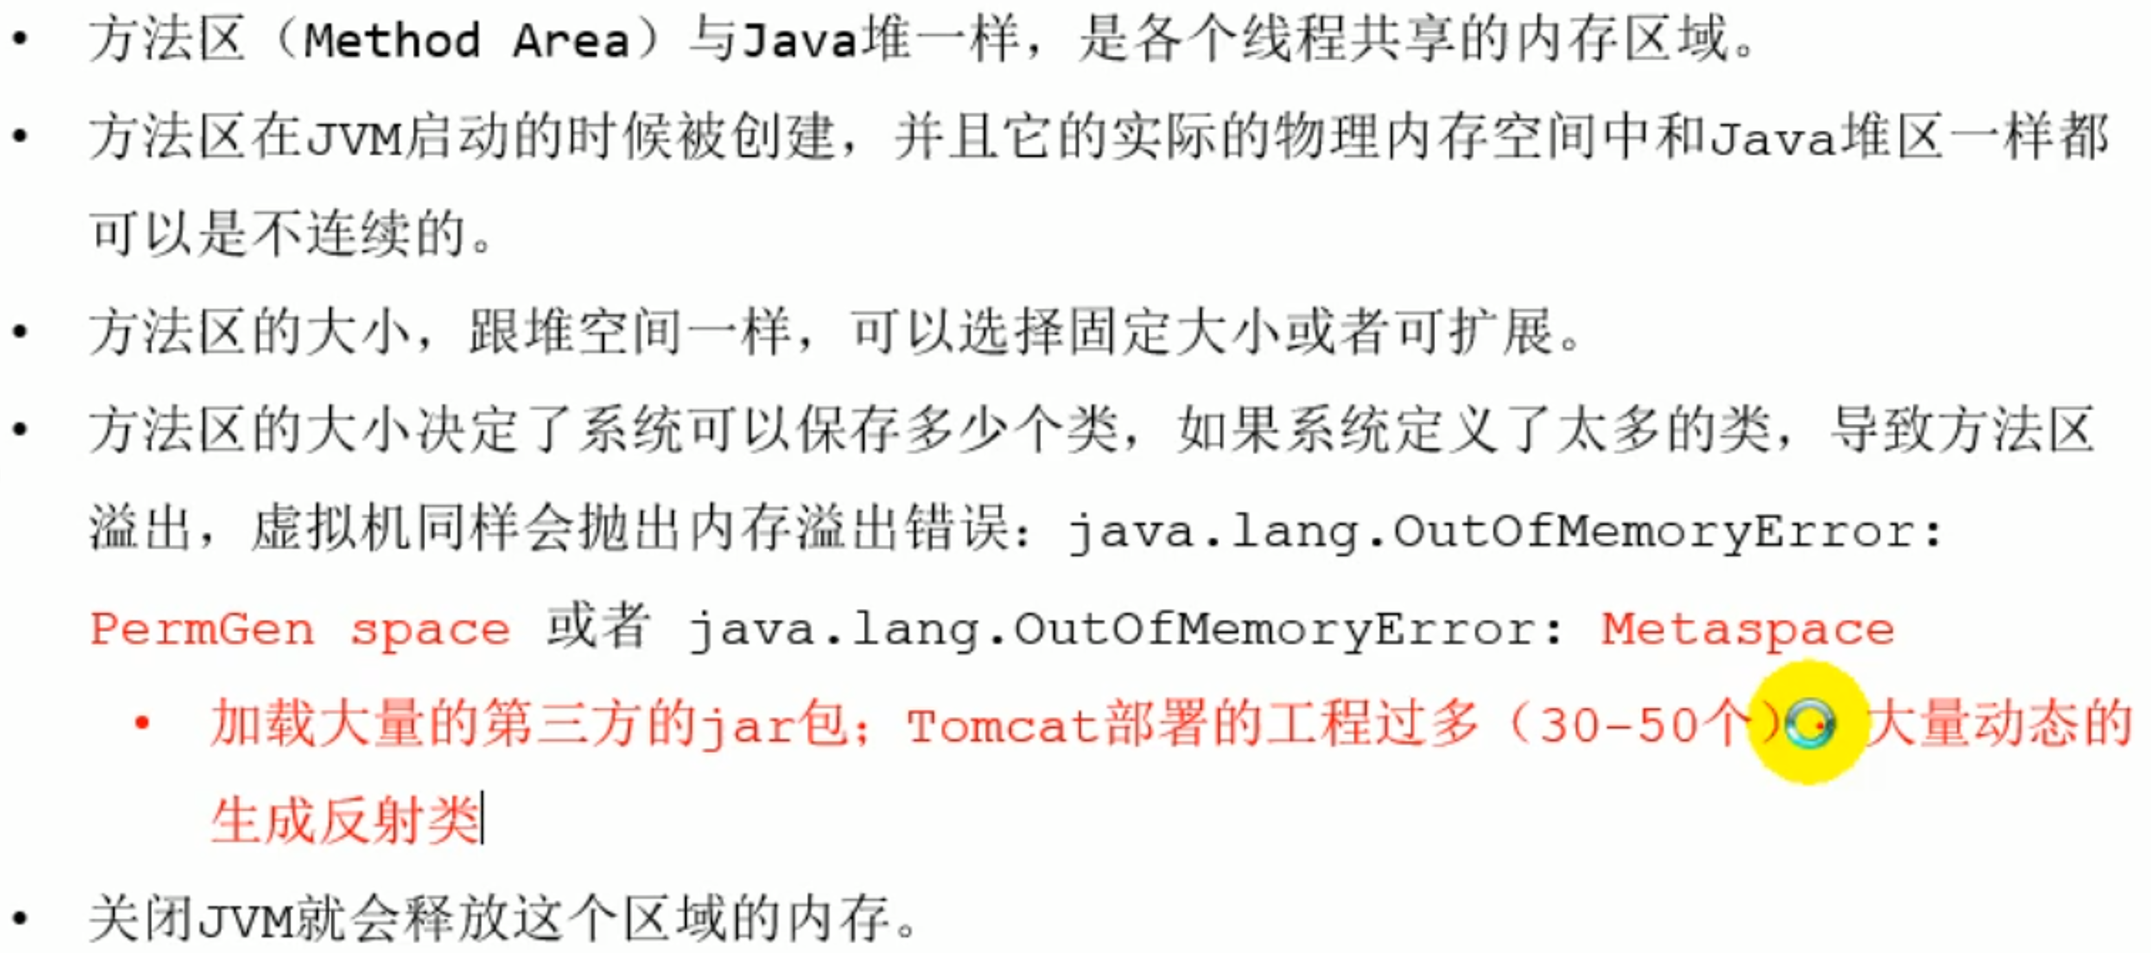 • 方法区（Method Area）与Java堆一样，是各个线程共享的内存区域。
• 方法区在JVM启动的时候被创建，并且它的实际的物理内存空间中和Java堆区一样都
可以是不连续的。
• 方法区的大小，跟堆空间一样，可以选择固定大小或者可扩展。
• 方法区的大小决定了系统可以保存多少个类，如果系统定义了太多的类，导致方法区
溢出，虚拟机同样会抛出内存溢出错误：java.lang.OutOfMemoryError:
PermGen space 或者 java.lang.OutOfMemoryError: Metaspace
• 加载大量的第三方的jar包；Tomcat部署的工程过多（30-50个） 大量动态的
生成反射类
• 关闭JVM就会释放这个区域的内存。